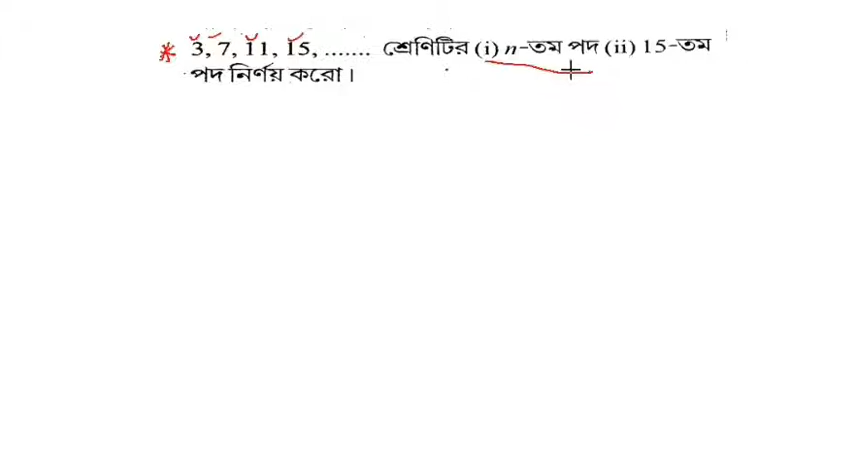 * 3, 7, 11, 15, ....... শ্রেণিটির (i) n-তম পদ (ii) 15-তম
পদ নির্ণয় করো।